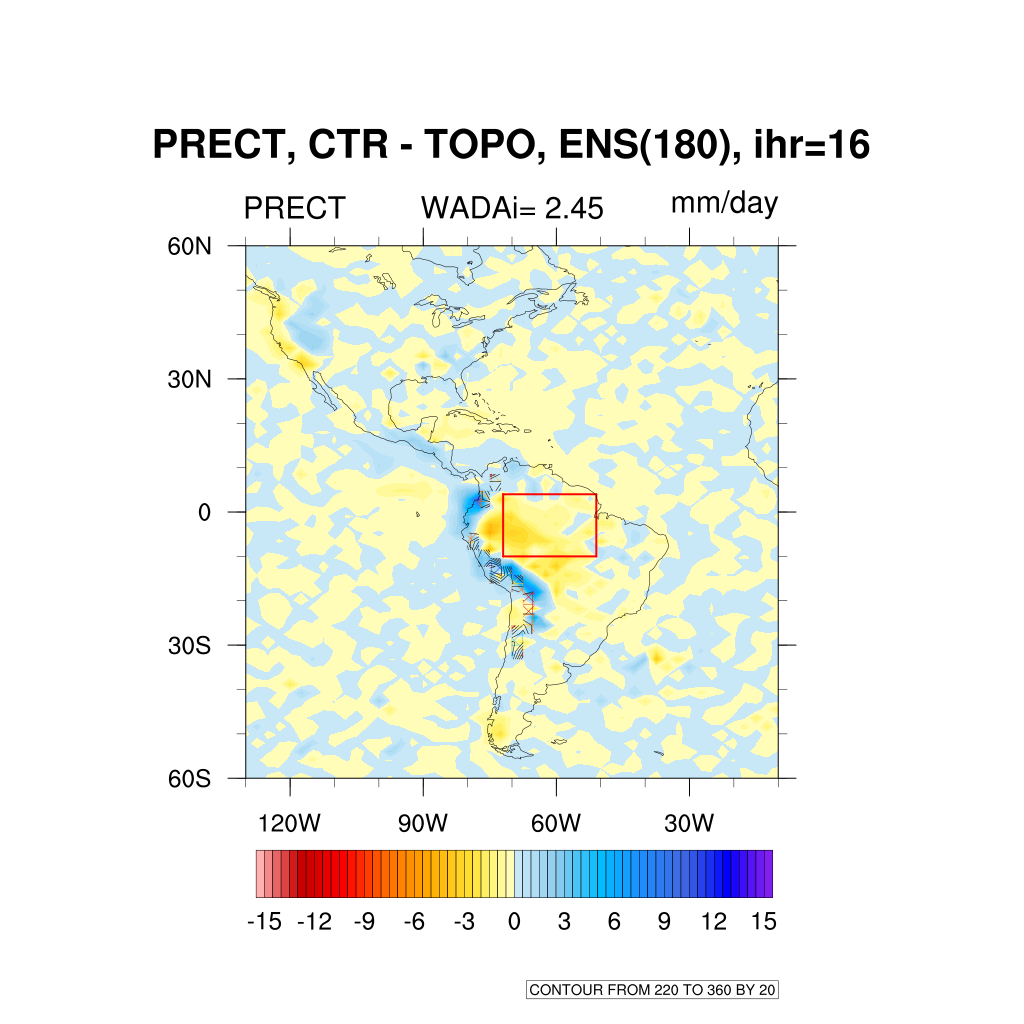 PRECT, CTR - TOPO, ENS(180), ihr=16
PRECT WADAi= 2.45 mm/day
60N
30N
0
30S
60S
120W 90W 60W 30W
-15 -12 -9 -6 -3 0 3 6 9 12 15
CONTOUR FROM 220 TO 360 BY 20